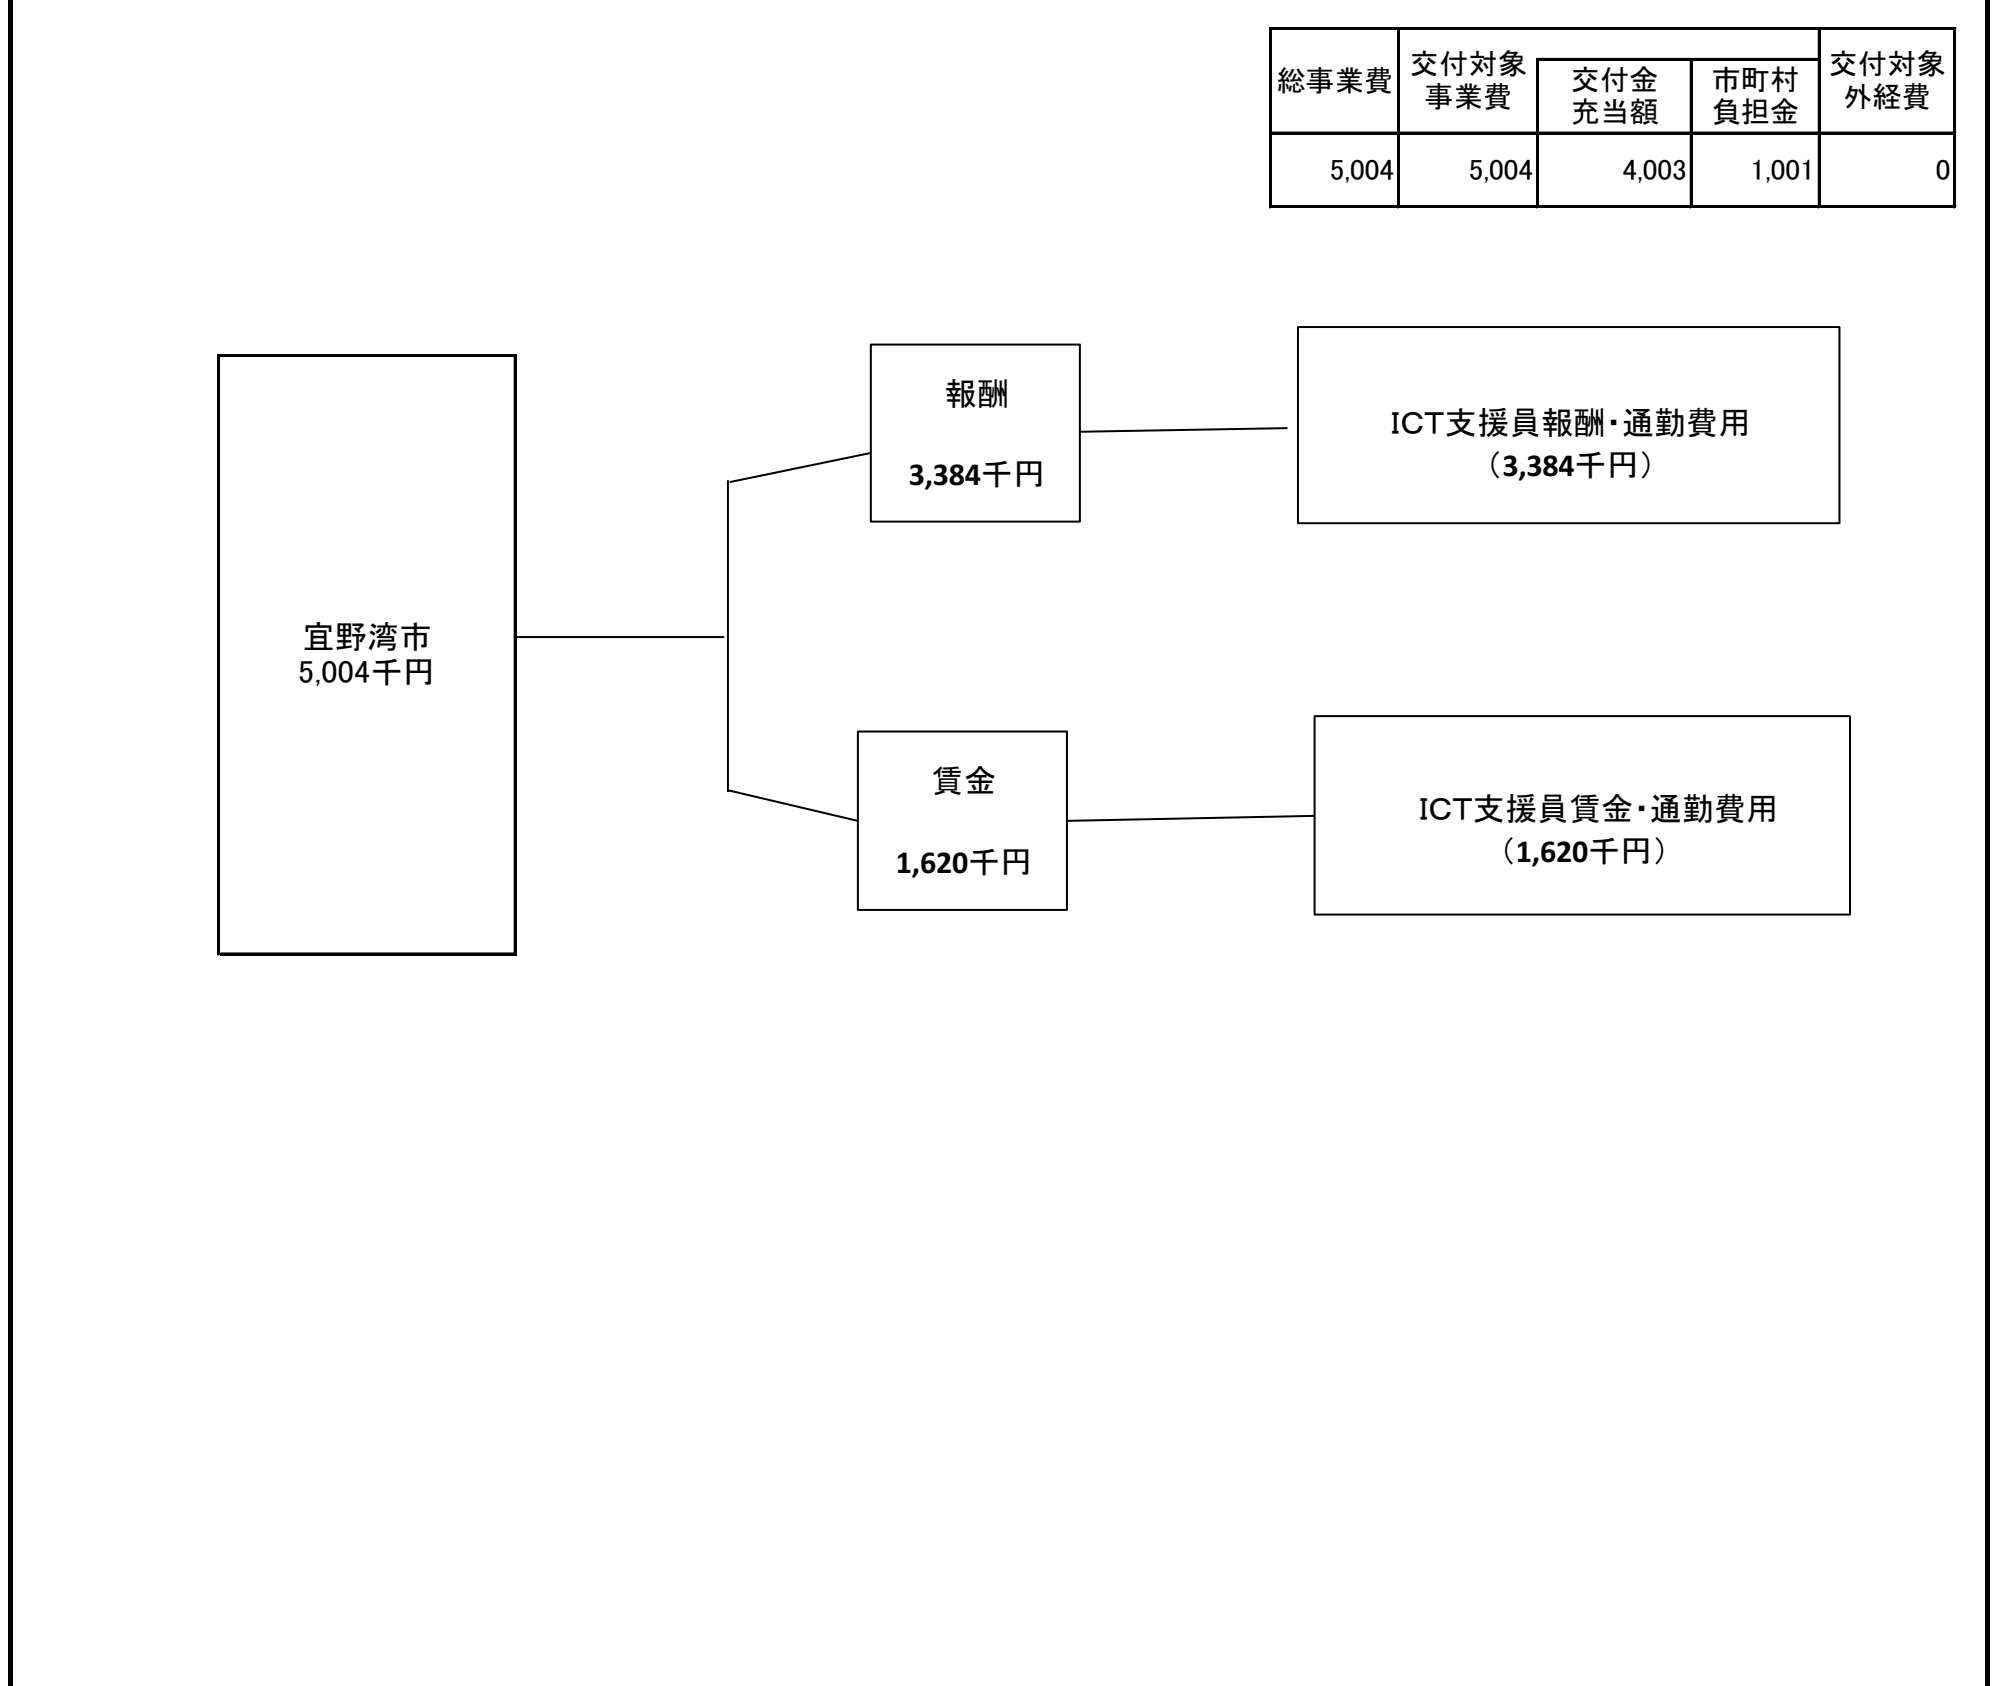 総事業費
交付対象
事業費
交付金
充当額
市町村
負担金
交付対象
外経費
5,004 5,004 4,003 1,001 0
報酬
3,384千円
ICT支援員報酬・通勤費用
（3,384千円）
宜野湾市
5,004千円
賃金
1,620千円
ICT支援員賃金・通勤費用
（1,620千円）